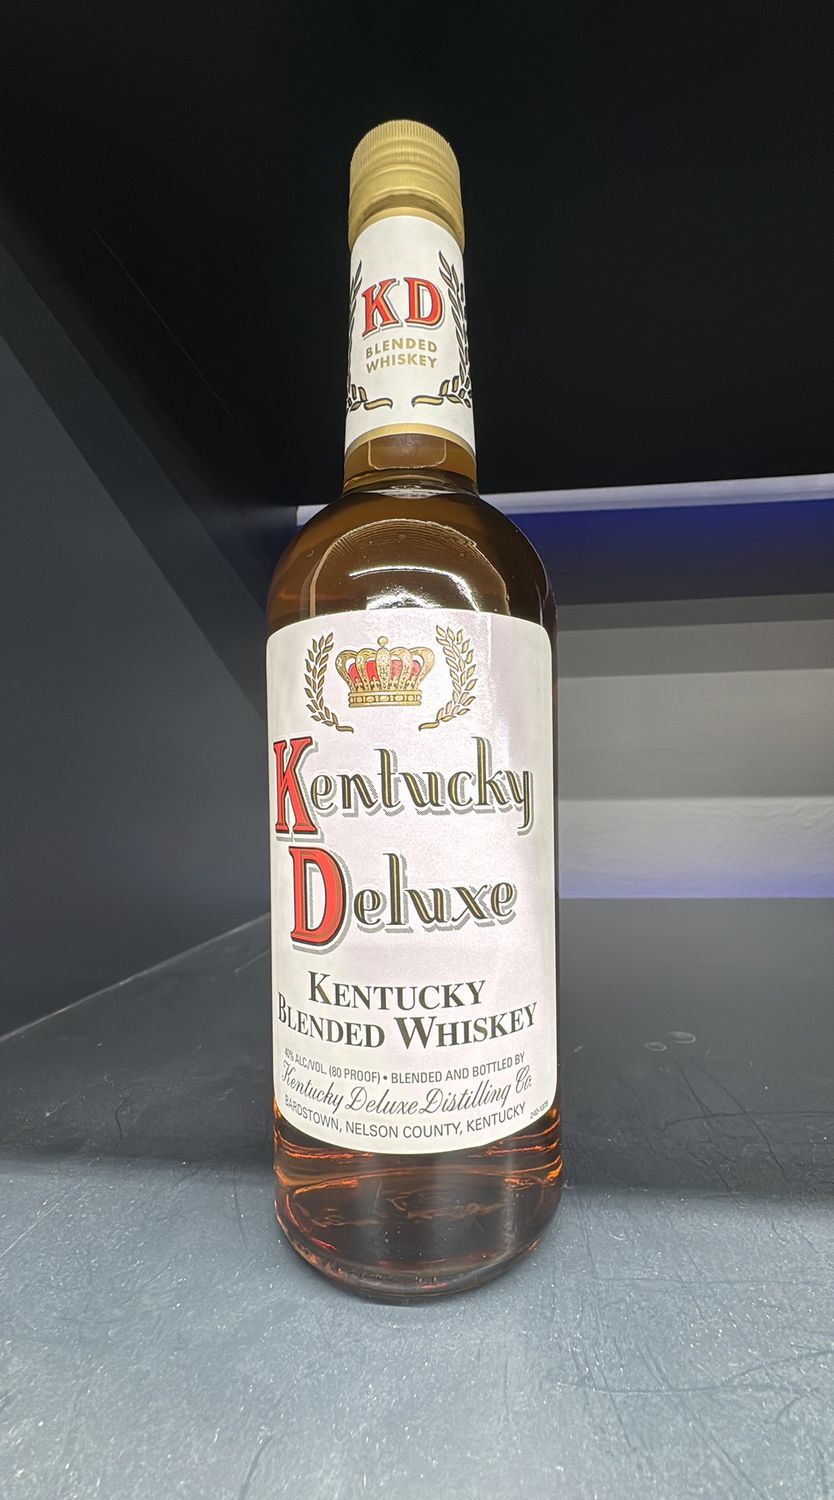 KD
BLENDED
WHISKEY
Kentucky
Deluxe
KENTUCKY
BLENDED WHISKEY
40% ALC/VOL. (80 PROOF) • BLENDED AND BOTTLED BY
Kentucky Deluxe Distilling Co.
BARDSTOWN, NELSON COUNTY, KENTUCKY